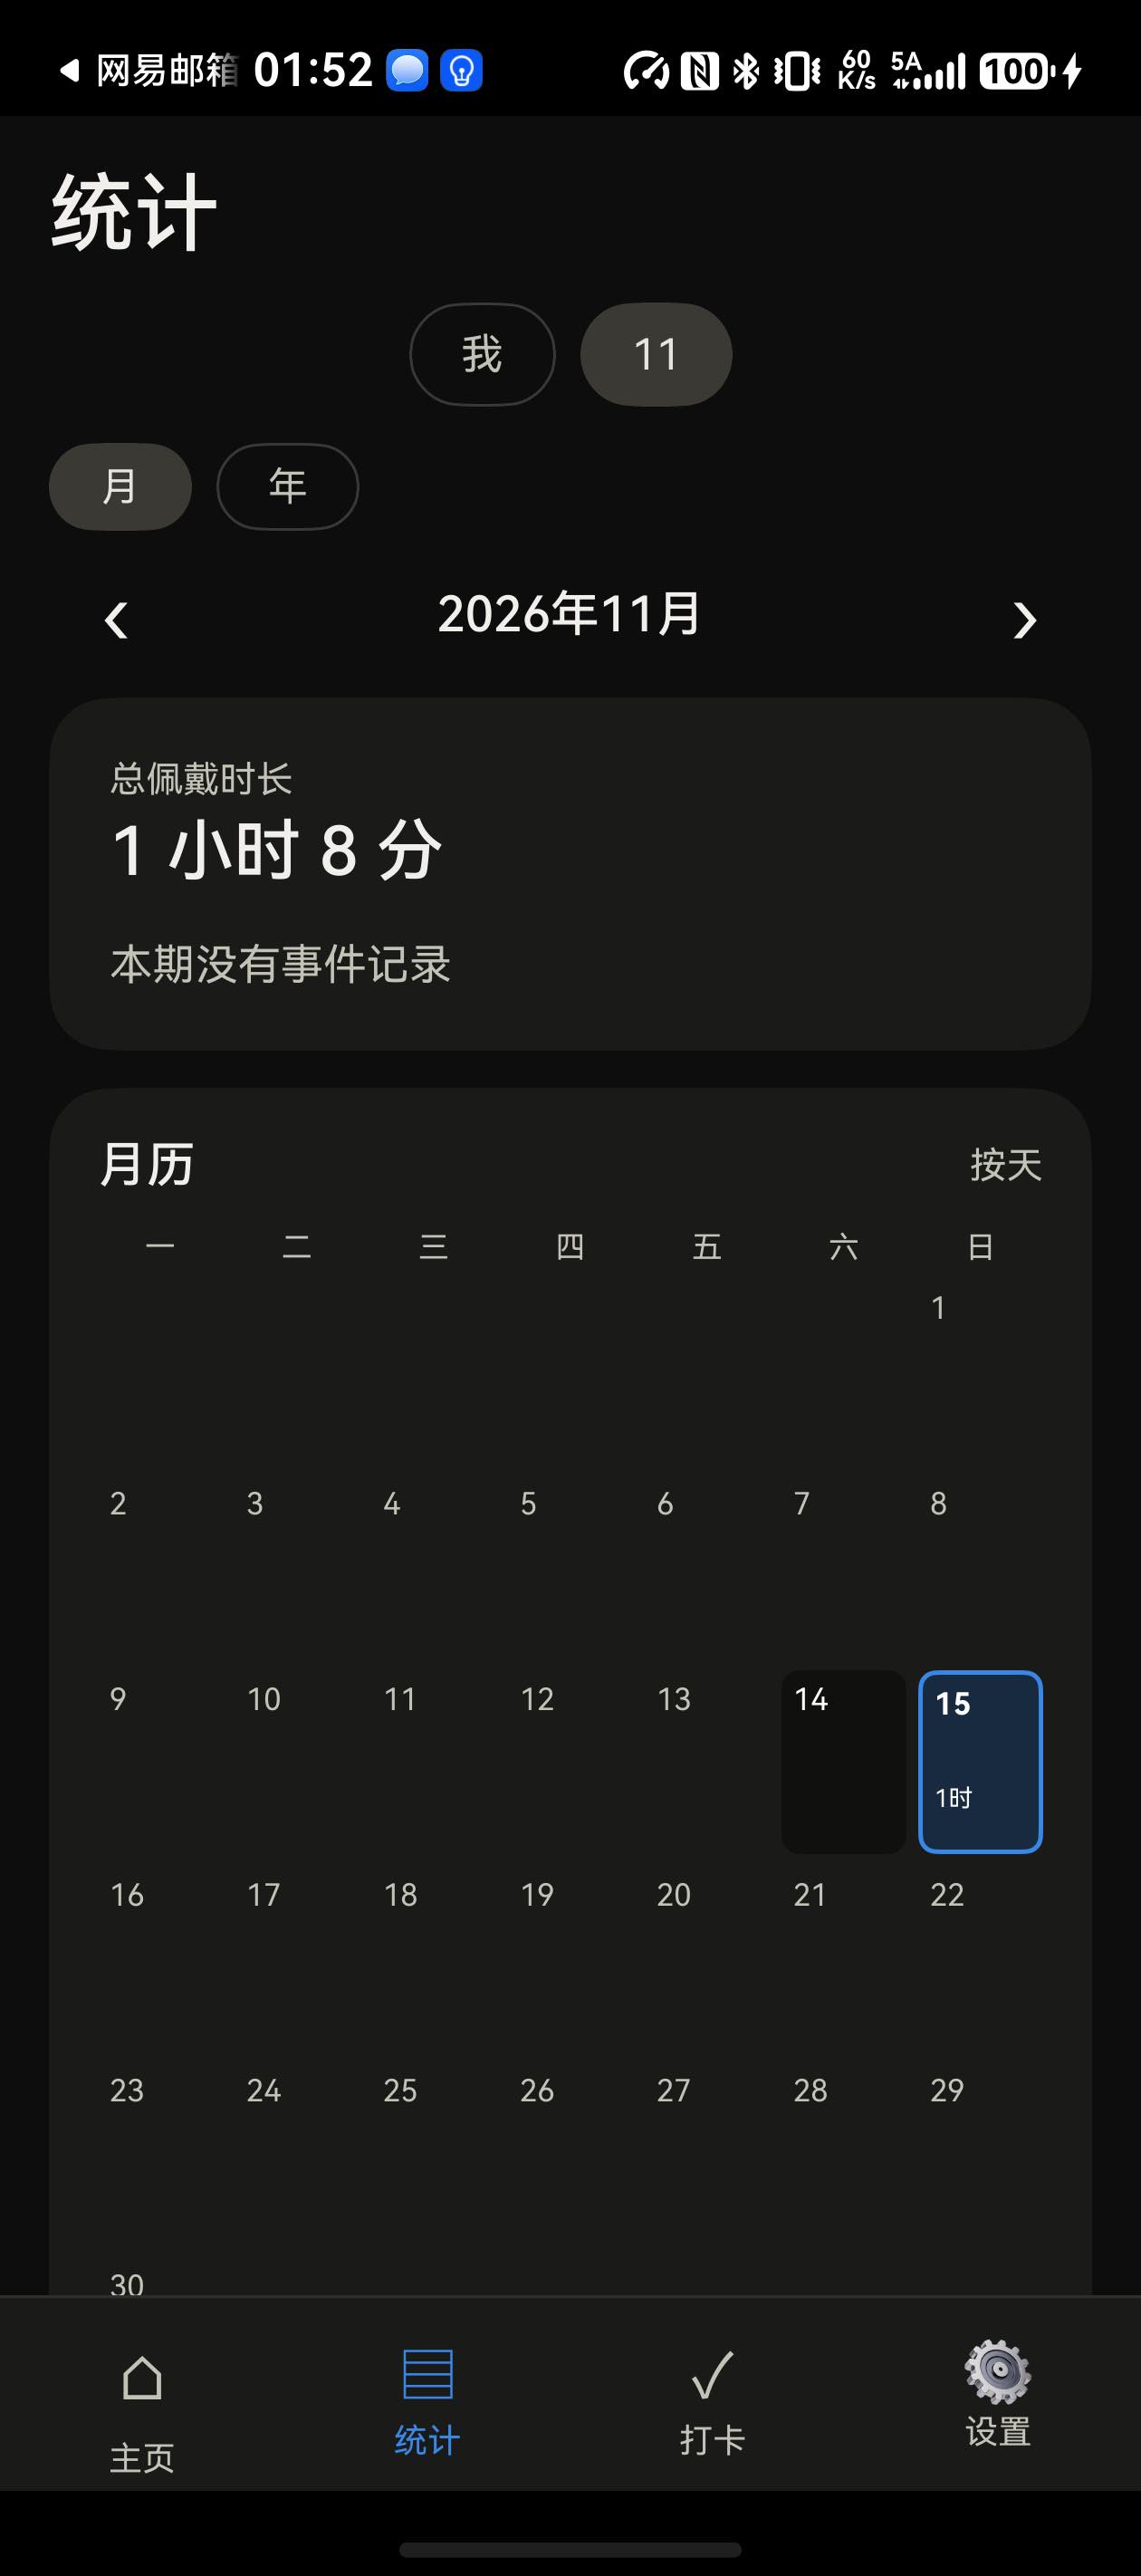 网易邮箱 01:52 60 K/s 5A 100
统计
我 11
月 年
‹ 2026年11月 ›
总佩戴时长
1 小时 8 分
本期没有事件记录
月历 按天
一 二 三 四 五 六 日
1
2 3 4 5 6 7 8
9 10 11 12 13 14 15
1时
16 17 18 19 20 21 22
23 24 25 26 27 28 29
30
主页 统计 打卡 设置